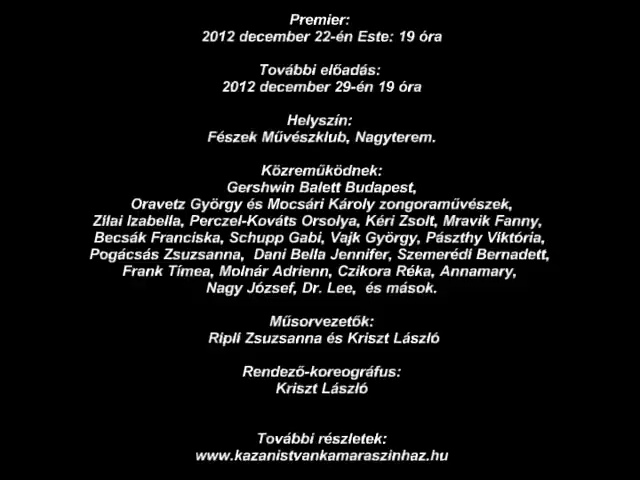 Premier:
2012 december 22-én Este: 19 óra
További előadás:
2012 december 29-én 19 óra
Helyszín:
Fészek Művészklub, Nagyterem.
Közreműködnek:
Gershwin Balett Budapest,
Oravetz György és Mocsári Károly zongoraművészek,
Zilai Izabella, Perczel-Kováts Orsolya, Kéri Zsolt, Mravik Fanny,
Becsák Franciska, Schupp Gabi, Vajk György, Pászthy Viktória,
Pogácsás Zsuzsanna, Dani Bella Jennifer, Szemerédi Bernadett,
Frank Tímea, Molnár Adrienn, Czikora Réka, Annamary,
Nagy József, Dr. Lee, és mások.
Műsorvezetők:
Ripli Zsuzsanna és Kriszt László
Rendező-koreográfus:
Kriszt László
További részletek:
www.kazanistvankamaraszinhaz.hu